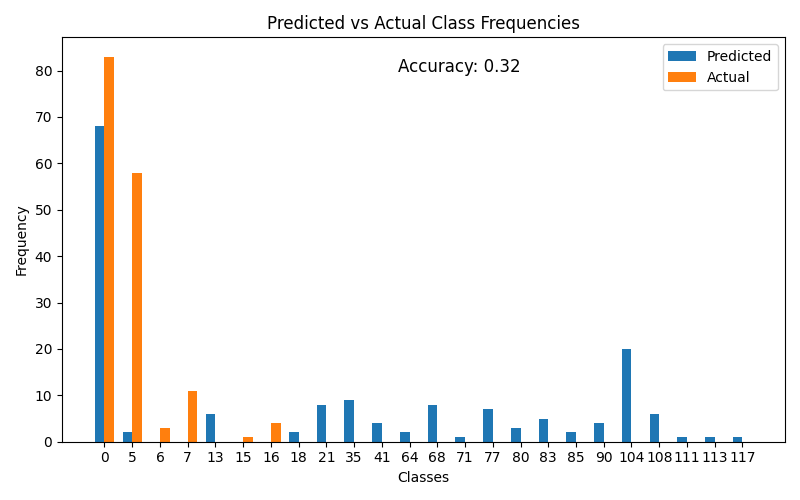 Predicted vs Actual Class Frequencies
Accuracy: 0.32
Predicted
Actual
Frequency
80
70
60
50
40
30
20
10
0
0 5 6 7 13 15 16 18 21 35 41 64 68 71 77 80 83 85 90 104 108 111 113 117
Classes